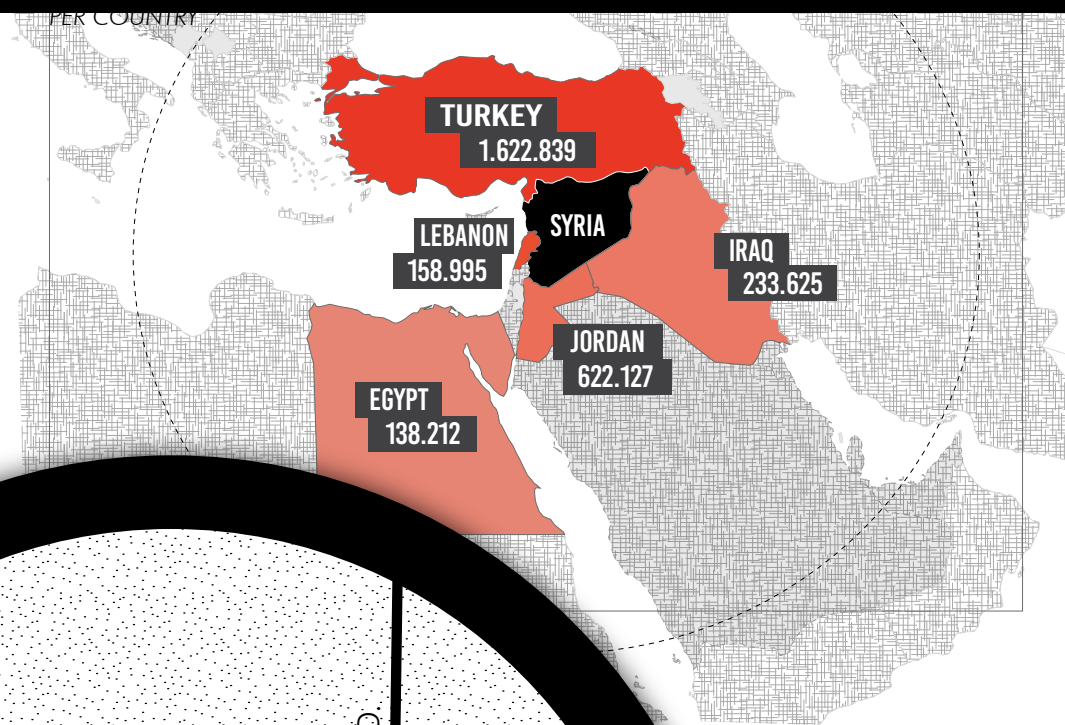 PER COUNTRY
TURKEY
1.622.839
SYRIA
LEBANON
158.995
IRAQ
233.625
JORDAN
622.127
EGYPT
138.212